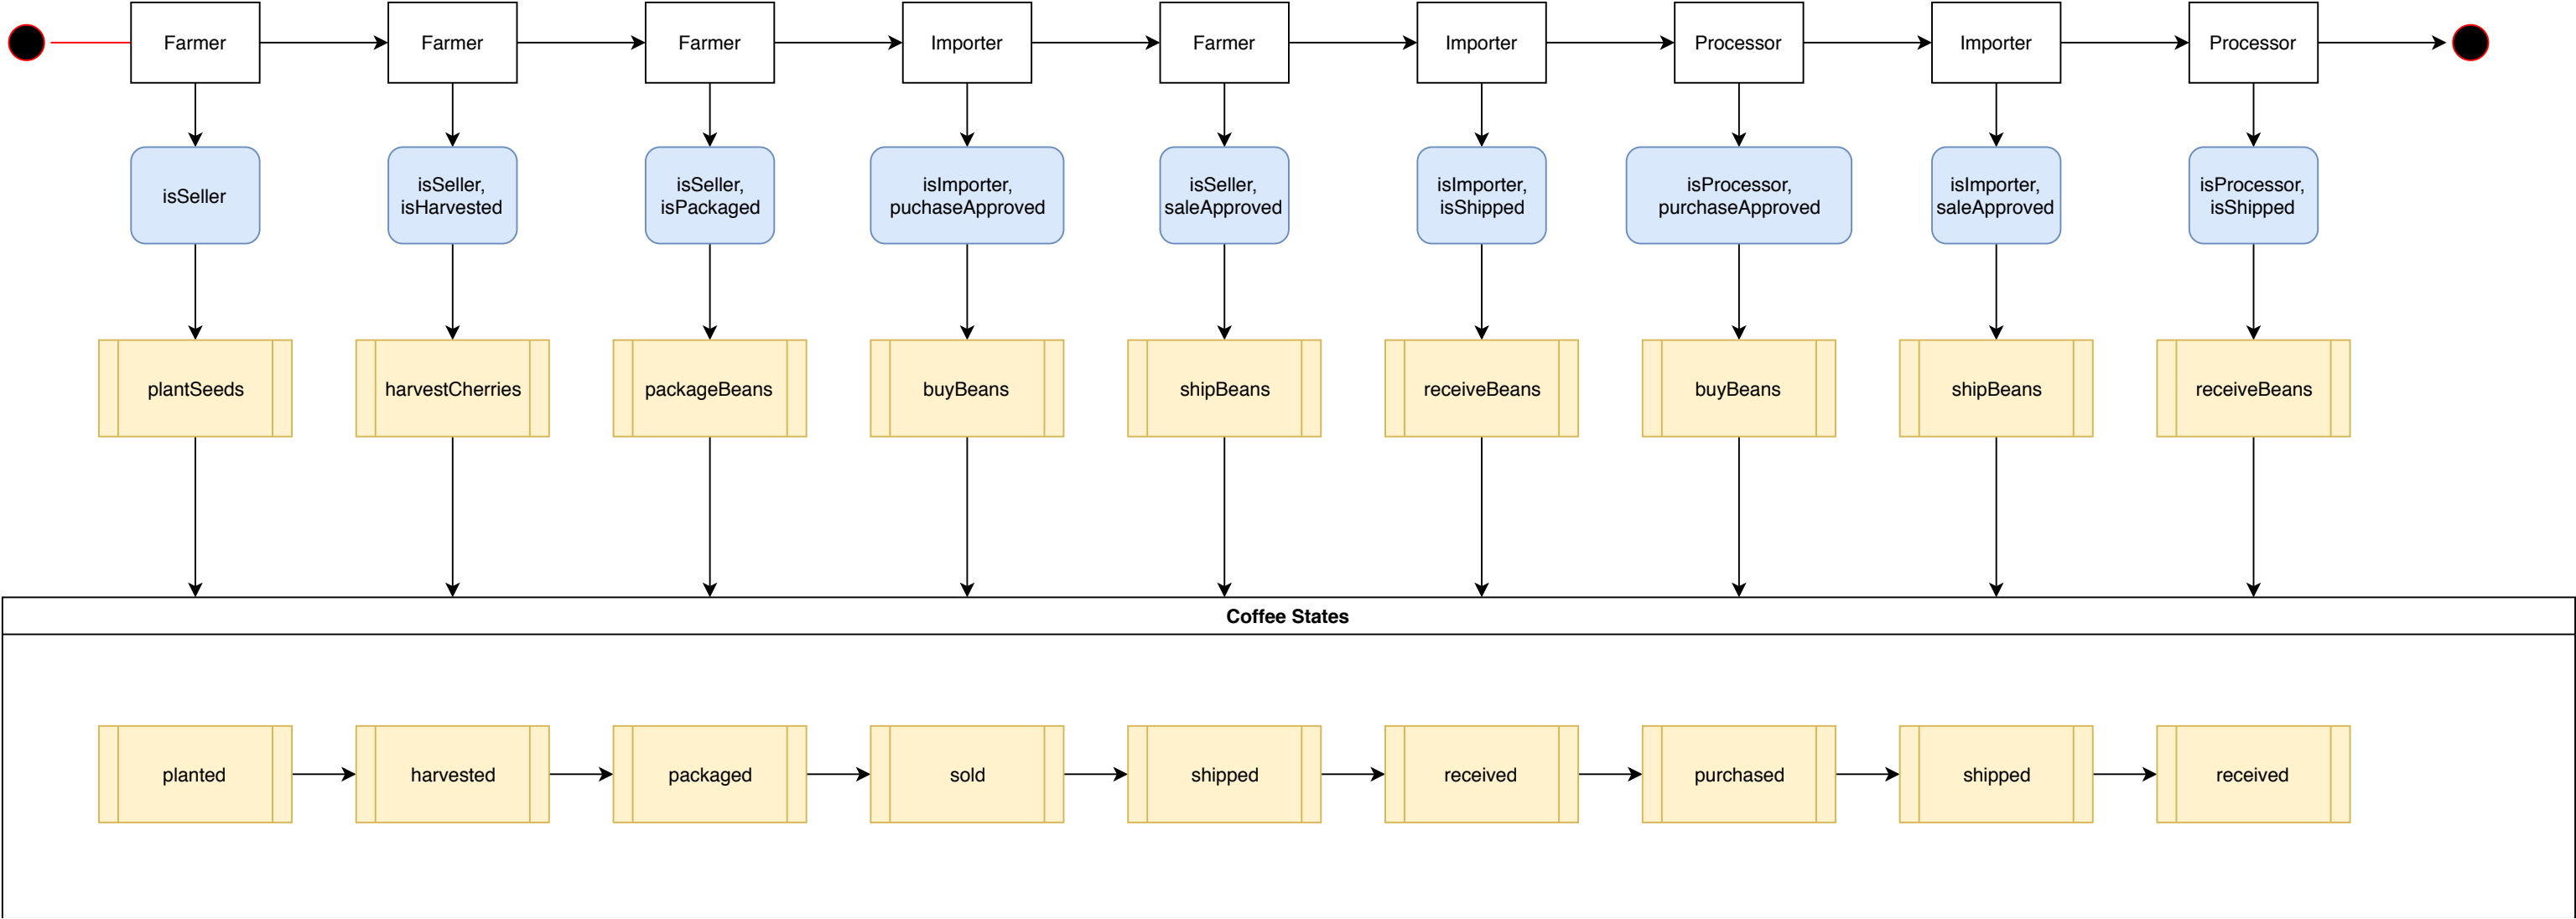 Farmer
Farmer
Farmer
Importer
Farmer
Importer
Processor
Importer
Processor
isSeller
isSeller,
isHarvested
isSeller,
isPackaged
isImporter,
puchaseApproved
isSeller,
saleApproved
isImporter,
isShipped
isProcessor,
purchaseApproved
isImporter,
saleApproved
isProcessor,
isShipped
plantSeeds
harvestCherries
packageBeans
buyBeans
shipBeans
receiveBeans
buyBeans
shipBeans
receiveBeans
Coffee States
planted
harvested
packaged
sold
shipped
received
purchased
shipped
received